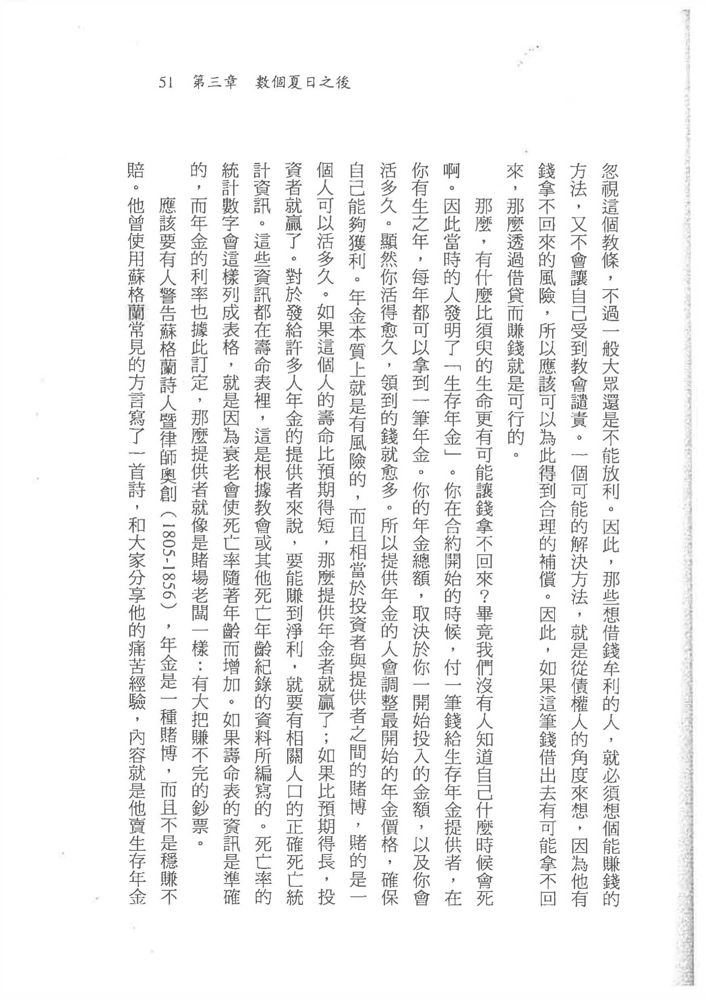 51　第三章　數個夏日之後
忽視這個教條，不過一般大眾還是不能放利。因此，那些想借錢牟利的人，就必須想個能賺錢的
方法，又不會讓自己受到教會譴責。一個可能的解決方法，就是從債權人的角度來想，因為他有
錢拿不回來的風險，所以應該可以為此得到合理的補償。因此，如果這筆錢借出去有可能拿不回
來，那麼透過借貸而賺錢就是可行的。
那麼，有什麼比須臾的生命更有可能讓錢拿不回來？畢竟我們沒有人知道自己什麼時候會死
啊。因此當時的人發明了「生存年金」。你在合約開始的時候，付一筆錢給生存年金提供者，在
你有生之年，每年都可以拿到一筆年金。你的年金總額，取決於你一開始投入的金額，以及你會
活多久。顯然你活得愈久，領到的錢就愈多。所以提供年金的人會調整最開始的年金價格，確保
自己能夠獲利。年金本質上就是有風險的，而且相當於投資者與提供者之間的賭博，賭的是一
個人可以活多久。如果這個人的壽命比預期得短，那麼提供年金者就贏了；如果比預期得長，投
資者就贏了。對於發給許多人年金的提供者來說，要能賺到淨利，就要有相關人口的正確死亡統
計資訊。這些資訊都在壽命表裡，這是根據教會或其他死亡年齡紀錄的資料所編寫的。死亡率的
統計數字會這樣列成表格，就是因為衰老會使死亡率隨著年齡而增加。如果壽命表的資訊是準確
的，而年金的利率也據此訂定，那麼提供者就像是賭場老闆一樣：有大把賺不完的鈔票。
應該要有人警告蘇格蘭詩人暨律師奧創（1805-1856），年金是一種賭博，而且不是穩賺不
賠。他曾使用蘇格蘭常見的方言寫了一首詩，和大家分享他的痛苦經驗，內容就是他賣生存年金